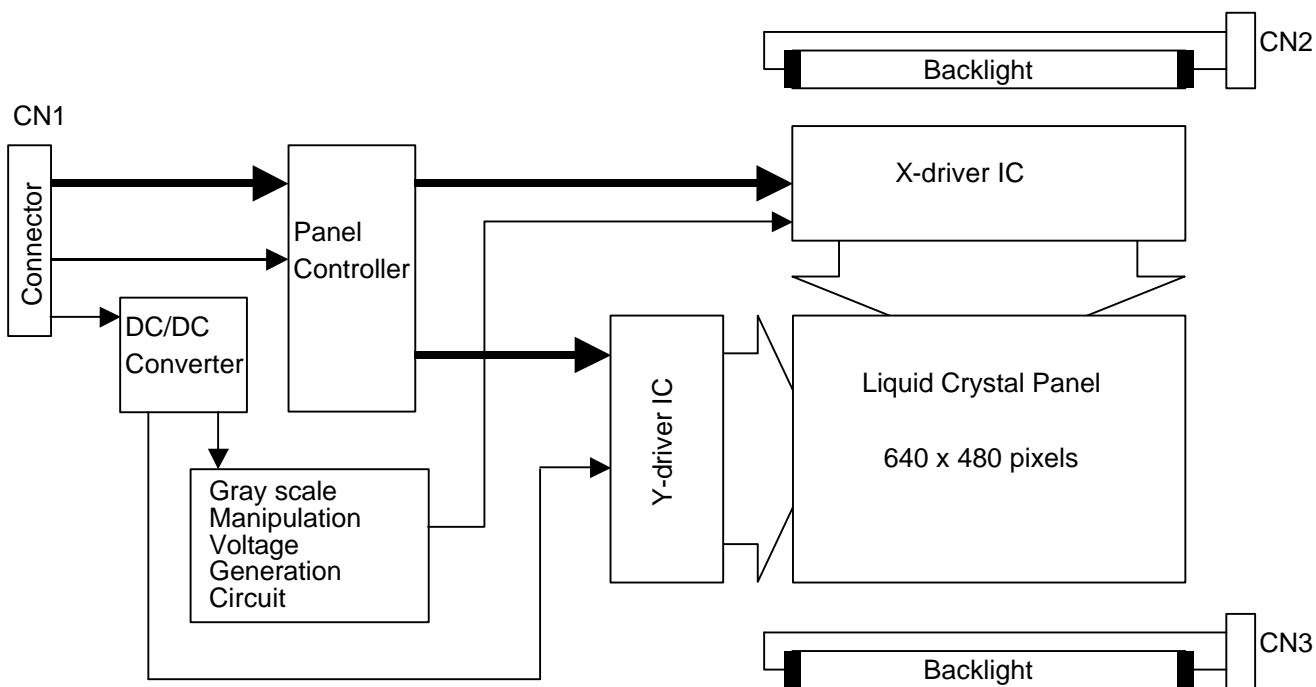 CN2
Backlight
CN1
Connector
Panel
Controller
X-driver IC
DC/DC
Converter
Y-driver IC
Liquid Crystal Panel
640 x 480 pixels
Gray scale
Manipulation
Voltage
Generation
Circuit
CN3
Backlight